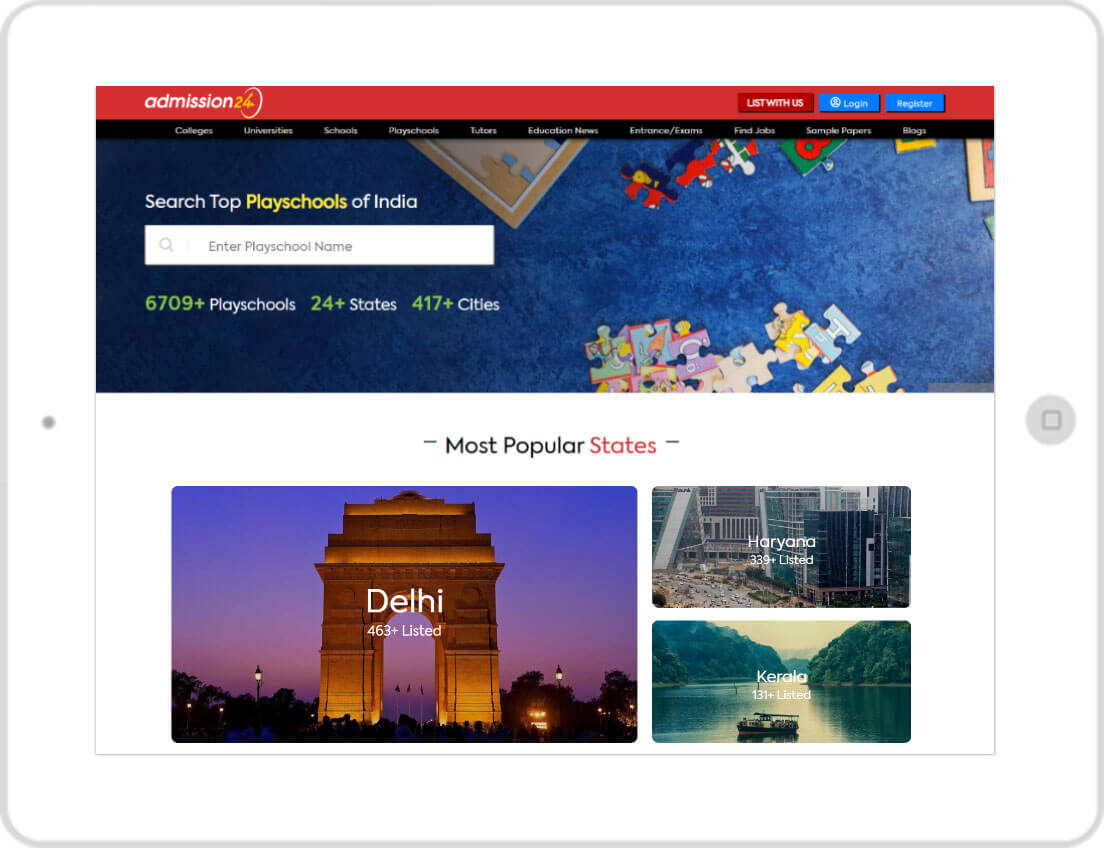 admission24
LIST WITH US Login Register
Colleges Universities Schools Playschools Tutors Education News Entrance/Exams Find Jobs Sample Papers Blogs
Search Top Playschools of India
Enter Playschool Name
6709+ Playschools 24+ States 417+ Cities
Most Popular States
Delhi
463+ Listed
Haryana
339+ Listed
Kerala
131+ Listed